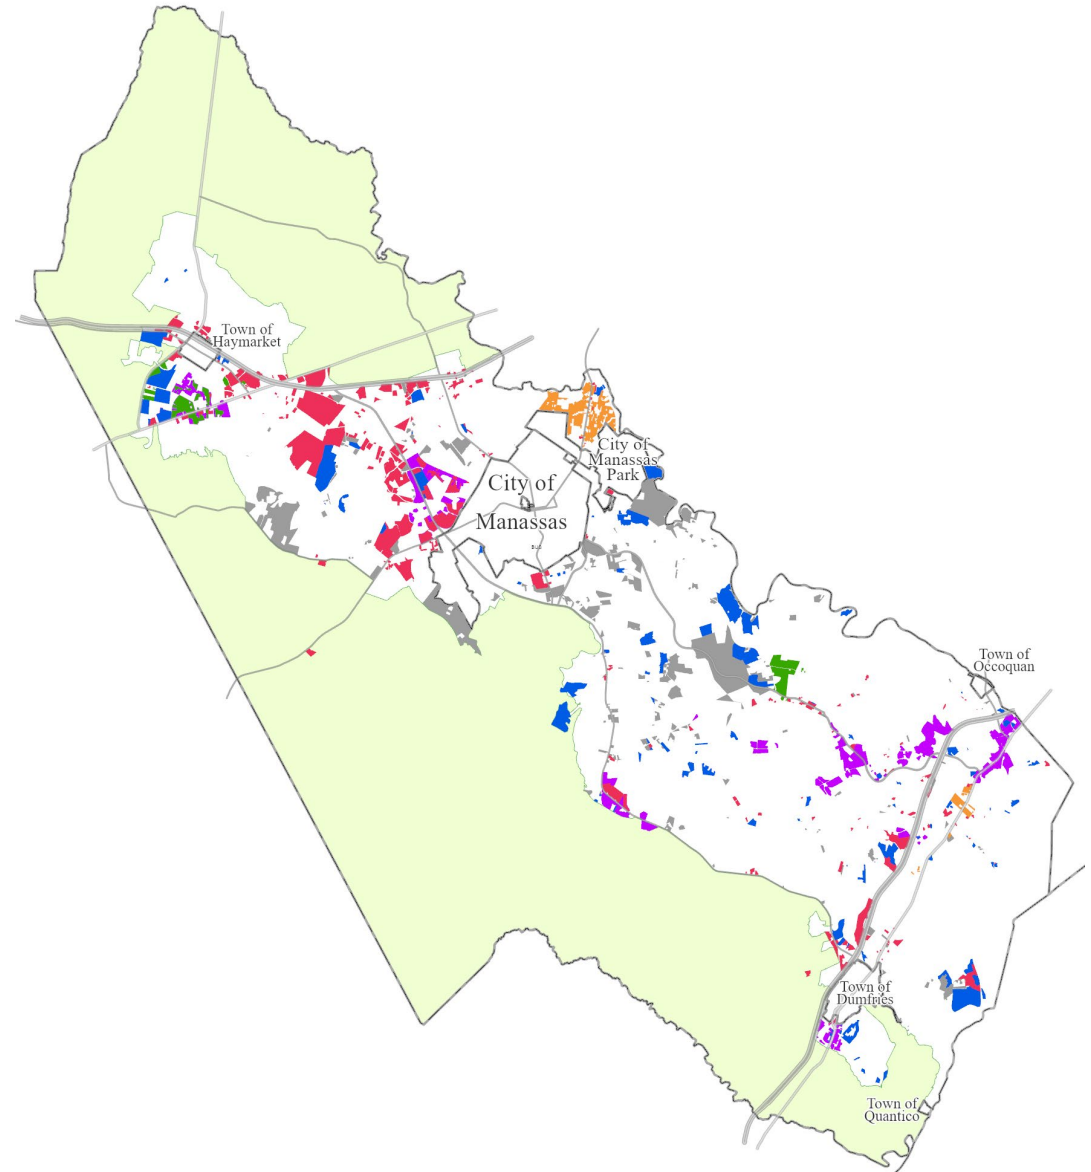 Town of
Haymarket
City of
Manassas
Park
City of
Manassas
Town of
Occoquan
Town of
Dumfries
Town of
Quantico